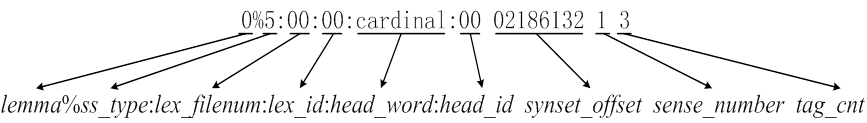 0%5:00:00:cardinal:00 02186132 1 3
lemma%ss_type:lex_filenum:lex_id:head_word:head_id synset_offset sense_number tag_cnt